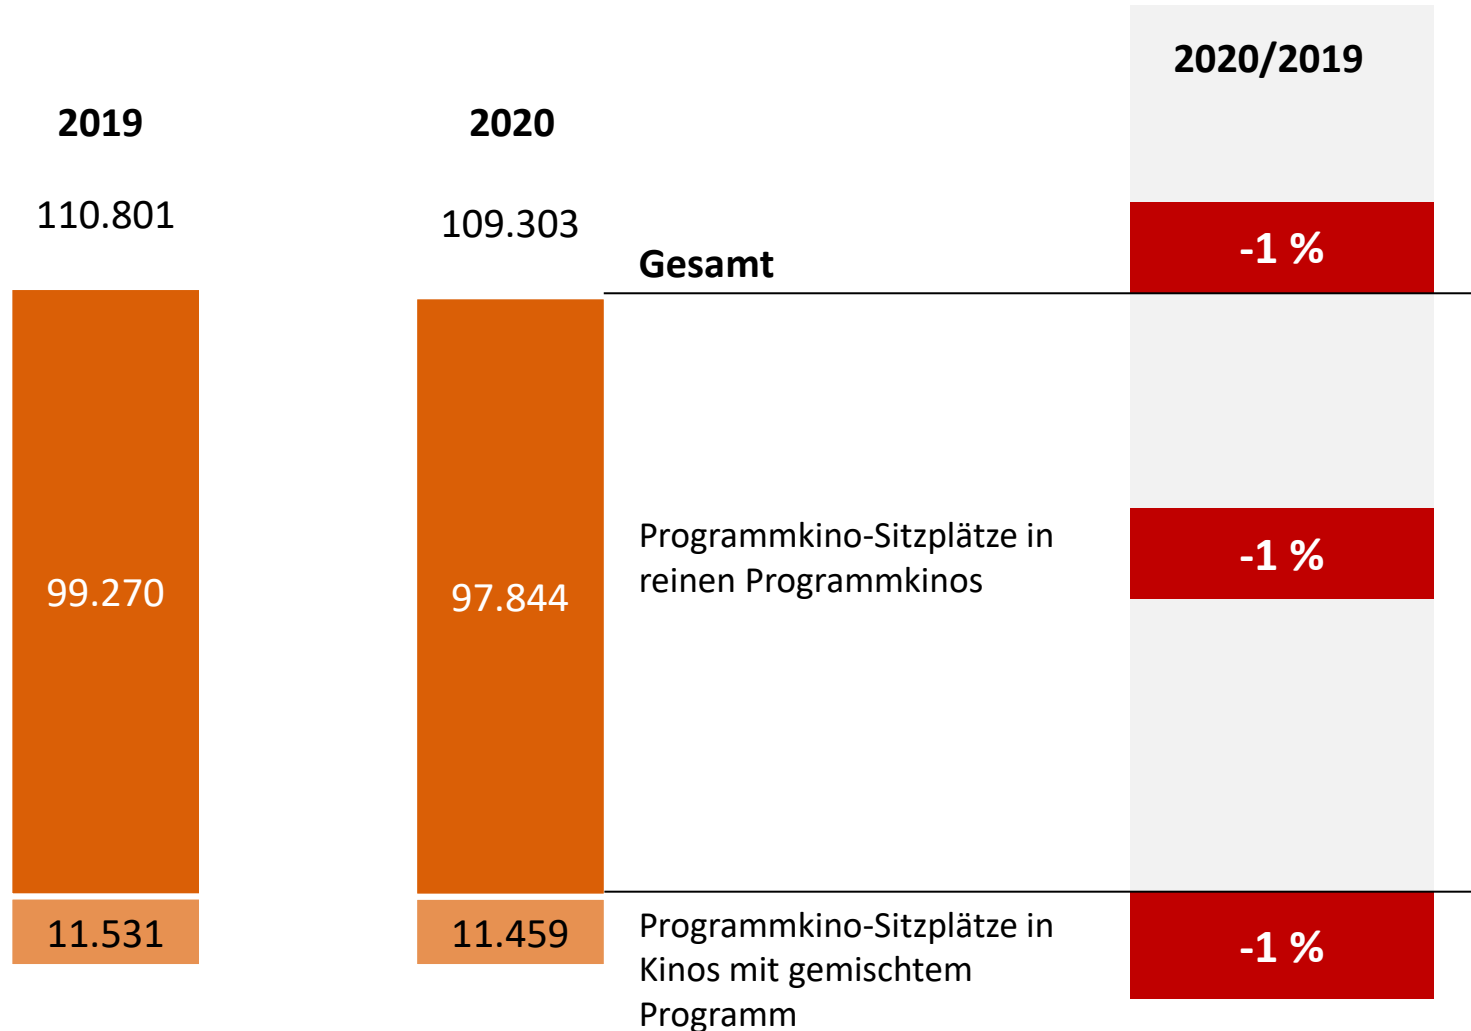 2020/2019
2019
2020
110.801
109.303
Gesamt
-1 %
99.270
97.844
Programmkino-Sitzplätze in
reinen Programmkinos
-1 %
11.531
11.459
Programmkino-Sitzplätze in
Kinos mit gemischtem
Programm
-1 %